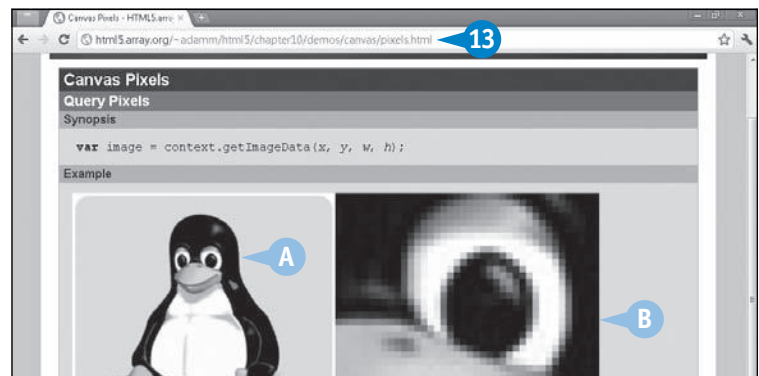 Canvas Pixels - HTML5.arra
html5.array.org/~adamm/html5/chapter10/demos/canvas/pixels.html
13
Canvas Pixels
Query Pixels
Synopsis
var image = context.getImageData(x, y, w, h);
Example
A
B